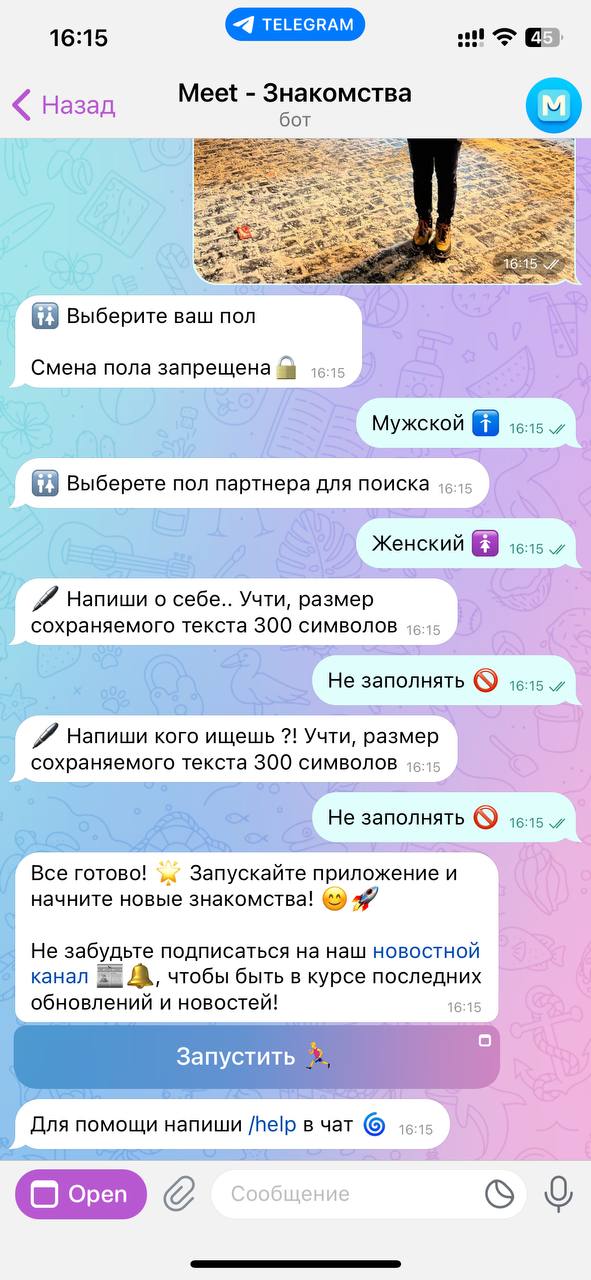 16:15
TELEGRAM
45
Назад
Meet - Знакомства
бот
M
16:15
🚻 Выберите ваш пол
Смена пола запрещена🔒 16:15
Мужской 🚹 16:15
🚻 Выберете пол партнера для поиска 16:15
Женский 🚺 16:15
🖋 Напиши о себе.. Учти, размер
сохраняемого текста 300 символов 16:15
Не заполнять 🚫 16:15
🖋 Напиши кого ищешь ?! Учти, размер
сохраняемого текста 300 символов 16:15
Не заполнять 🚫 16:15
Все готово! 🌟 Запускайте приложение и
начните новые знакомства! 😊🚀
Не забудьте подписаться на наш новостной
канал 📰🔔, чтобы быть в курсе последних
обновлений и новостей! 16:15
Запустить 🏃
Для помощи напиши /help в чат 🌀 16:15
Open
Сообщение